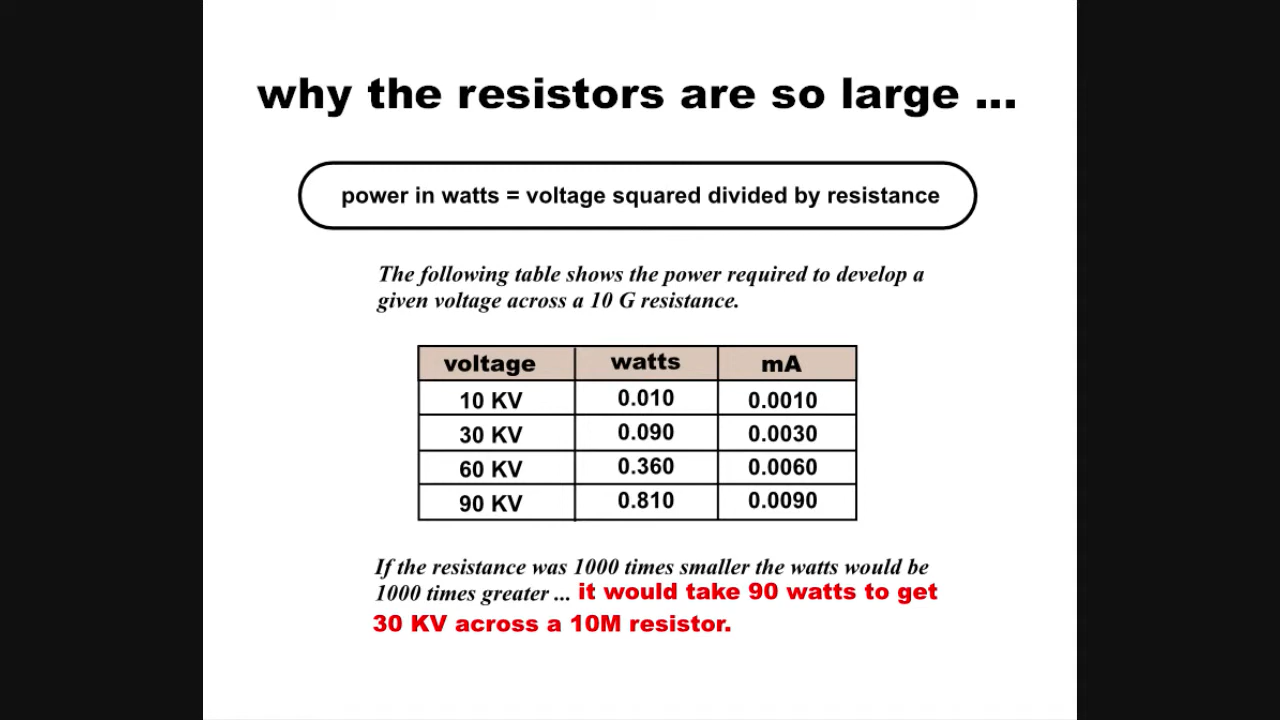 why the resistors are so large ...
power in watts = voltage squared divided by resistance
The following table shows the power required to develop a
given voltage across a 10 G resistance.
voltage watts mA
10 KV 0.010 0.0010
30 KV 0.090 0.0030
60 KV 0.360 0.0060
90 KV 0.810 0.0090
If the resistance was 1000 times smaller the watts would be
1000 times greater ... it would take 90 watts to get
30 KV across a 10M resistor.